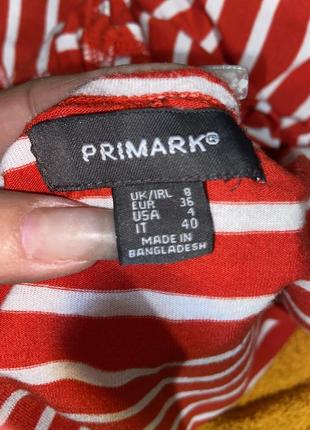 PRIMARK®
UK/IRL 8
EUR 36
USA 4
IT 40
MADE IN
BANGLADESH